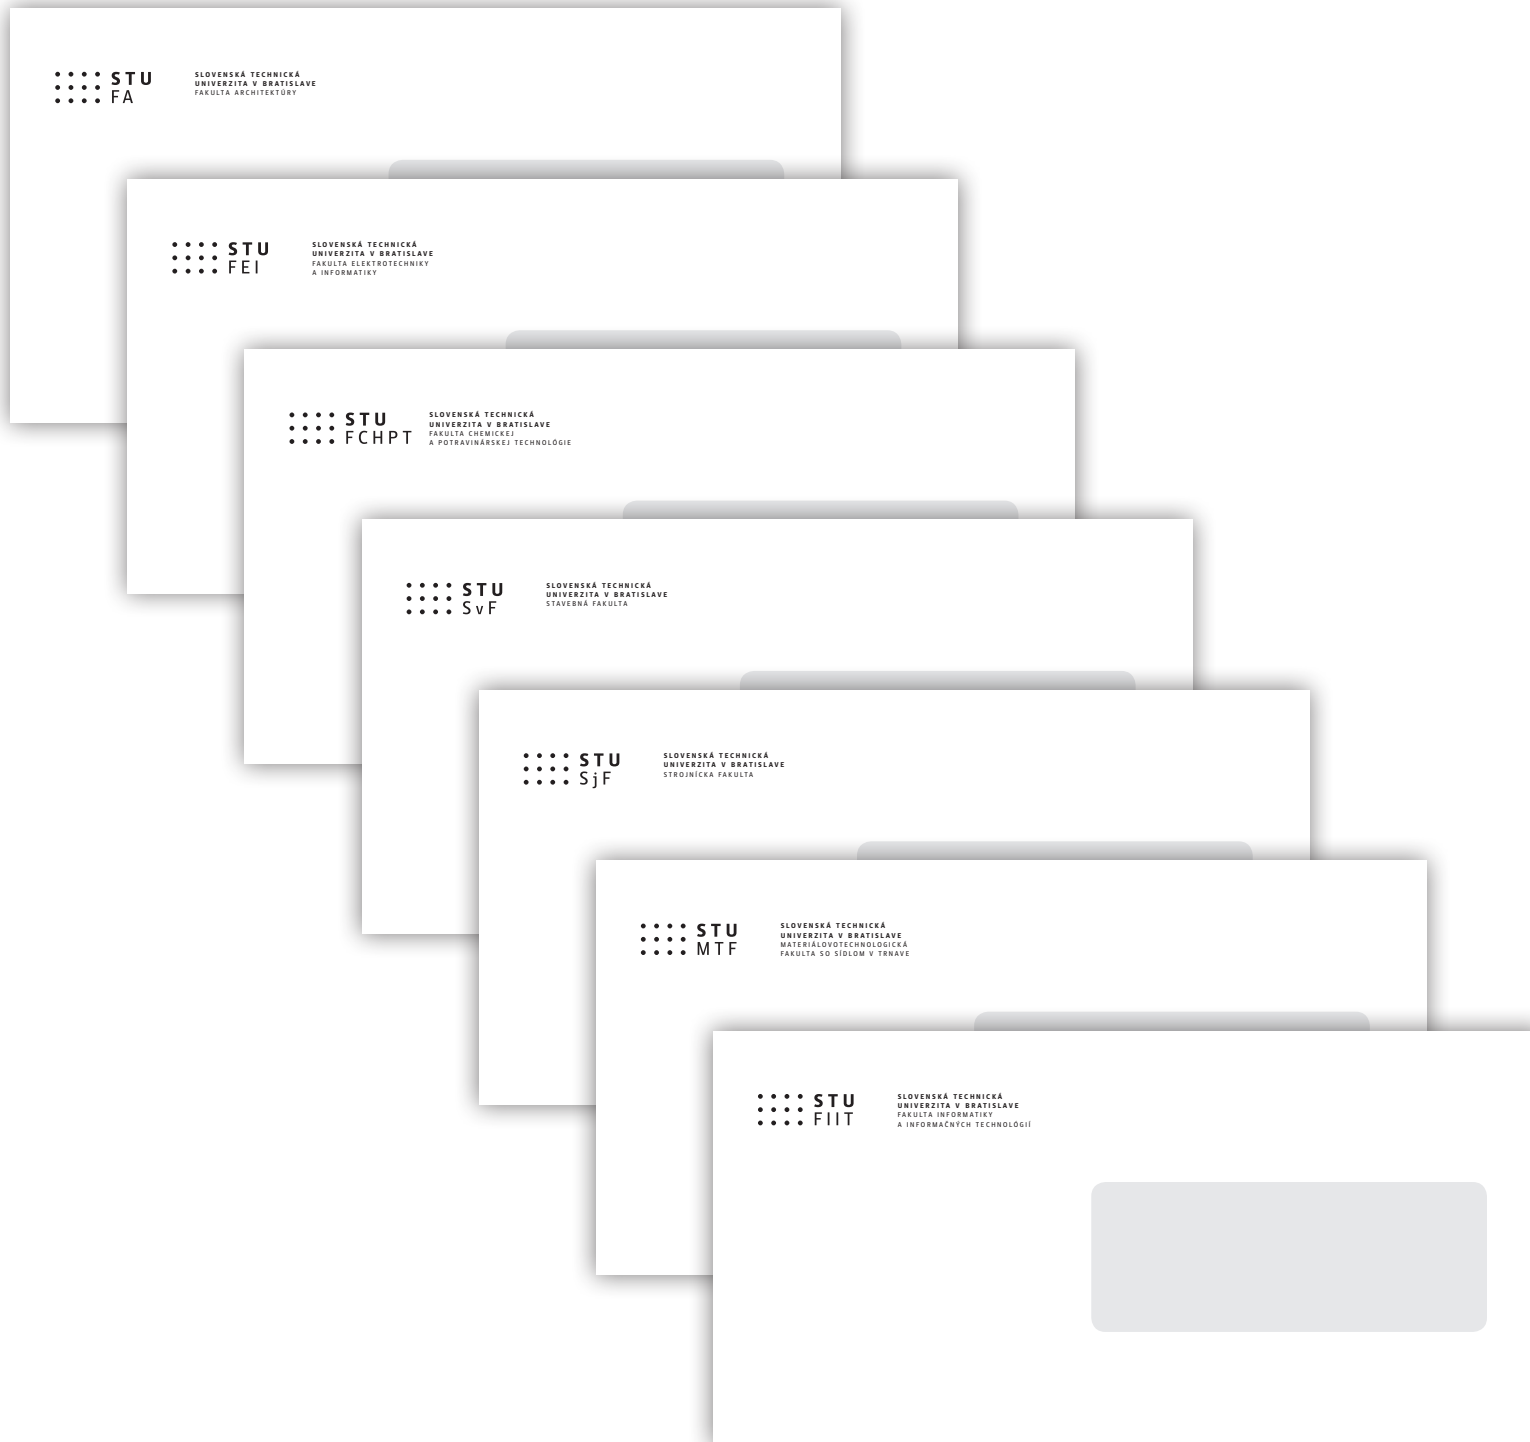 STU
FA
SLOVENSKÁ TECHNICKÁ
UNIVERZITA V BRATISLAVE
FAKULTA ARCHITEKTÚRY
STU
FEI
SLOVENSKÁ TECHNICKÁ
UNIVERZITA V BRATISLAVE
FAKULTA ELEKTROTECHNIKY
A INFORMATIKY
STU
FCHPT
SLOVENSKÁ TECHNICKÁ
UNIVERZITA V BRATISLAVE
FAKULTA CHEMICKEJ
A POTRAVINÁRSKEJ TECHNOLÓGIE
STU
SvF
SLOVENSKÁ TECHNICKÁ
UNIVERZITA V BRATISLAVE
STAVEBNÁ FAKULTA
STU
SjF
SLOVENSKÁ TECHNICKÁ
UNIVERZITA V BRATISLAVE
STROJNÍCKA FAKULTA
STU
MTF
SLOVENSKÁ TECHNICKÁ
UNIVERZITA V BRATISLAVE
MATERIÁLOVOTECHNOLOGICKÁ
FAKULTA SO SÍDLOM V TRNAVE
STU
FIIT
SLOVENSKÁ TECHNICKÁ
UNIVERZITA V BRATISLAVE
FAKULTA INFORMATIKY
A INFORMAČNÝCH TECHNOLÓGIÍ